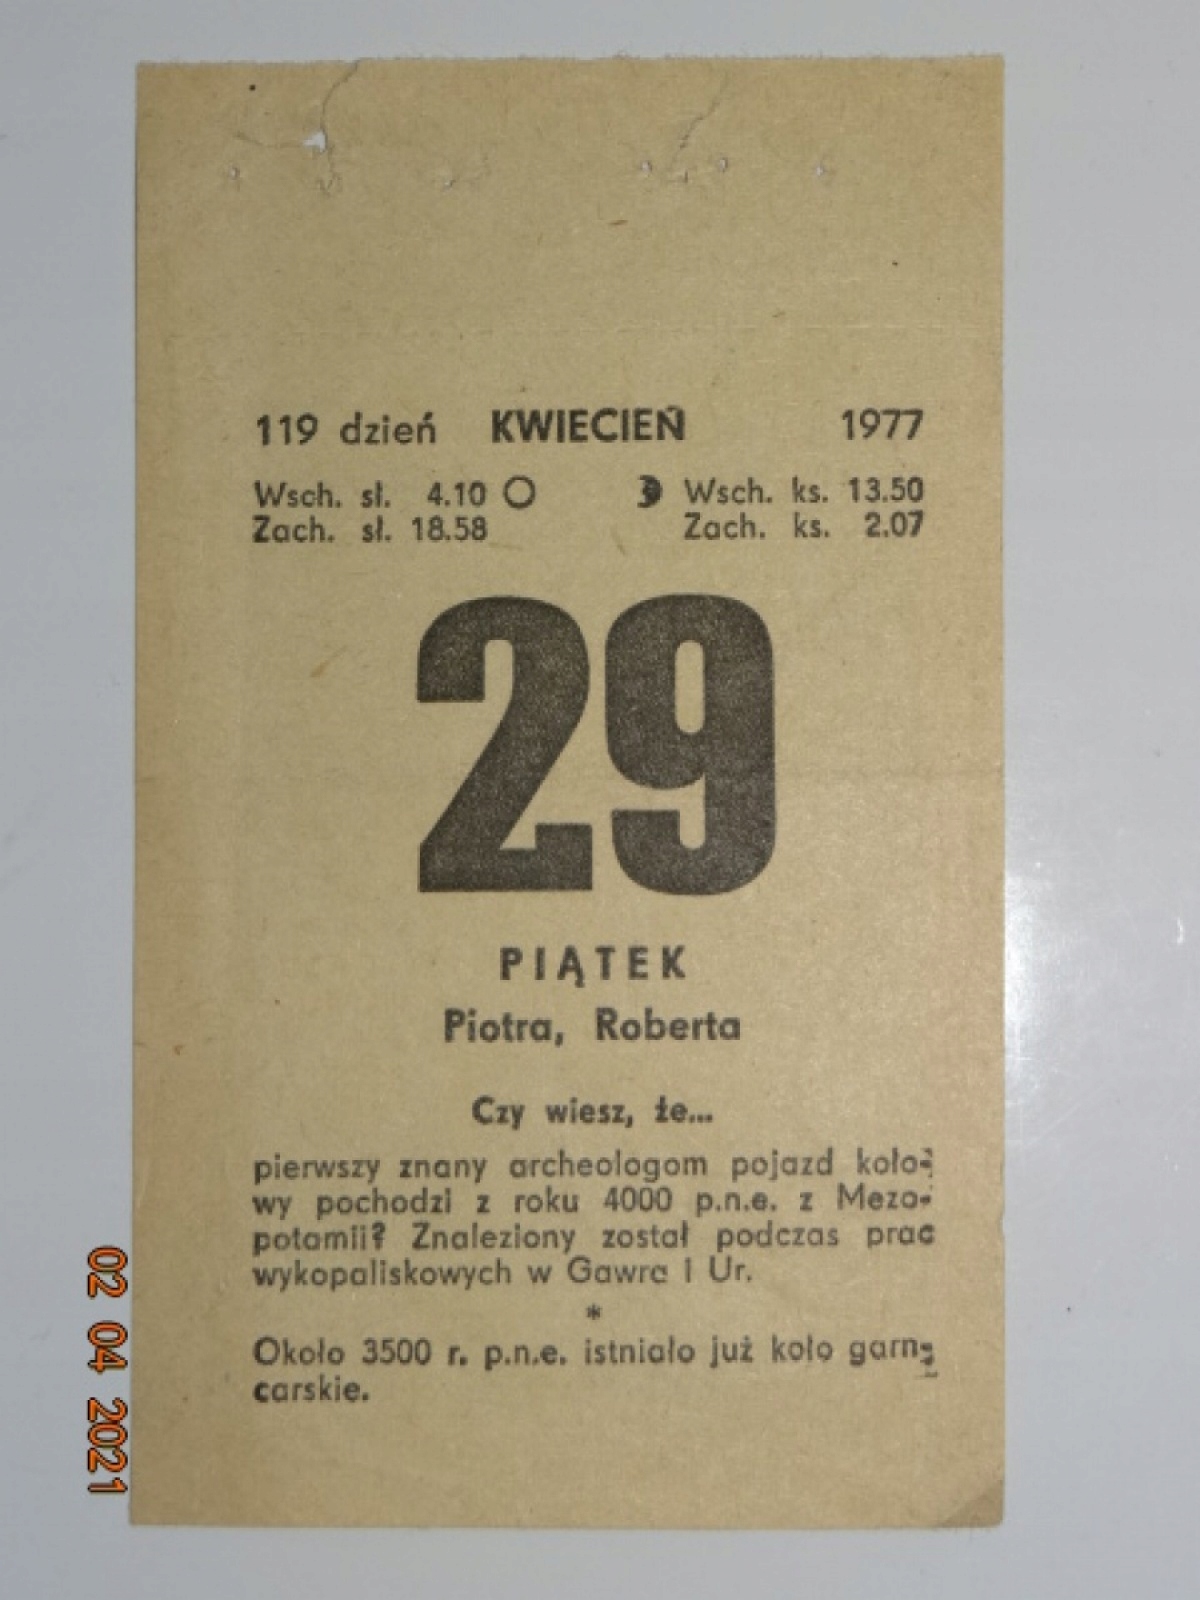 119 dzień KWIECIEŃ 1977
Wsch. sł. 4.10 Wsch. ks. 13.50
Zach. sł. 18.58 Zach. ks. 2.07
29
PIĄTEK
Piotra, Roberta
Czy wiesz, że...
pierwszy znany archeologom pojazd koło-
wy pochodzi z roku 4000 p.n.e. z Mezo-
potamii? Znaleziony został podczas prac
wykopaliskowych w Gawra i Ur.
*
Około 3500 r. p.n.e. istniało już koło garn-
carskie.
02 04 2021